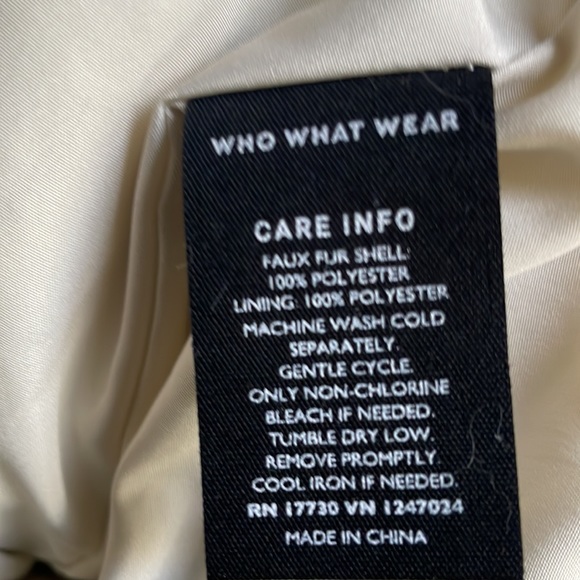 WHO WHAT WEAR
CARE INFO
FAUX FUR SHELL:
100% POLYESTER
LINING: 100% POLYESTER
MACHINE WASH COLD
SEPARATELY.
GENTLE CYCLE.
ONLY NON-CHLORINE
BLEACH IF NEEDED.
TUMBLE DRY LOW.
REMOVE PROMPTLY.
COOL IRON IF NEEDED.
RN 17730 VN 1247024
MADE IN CHINA